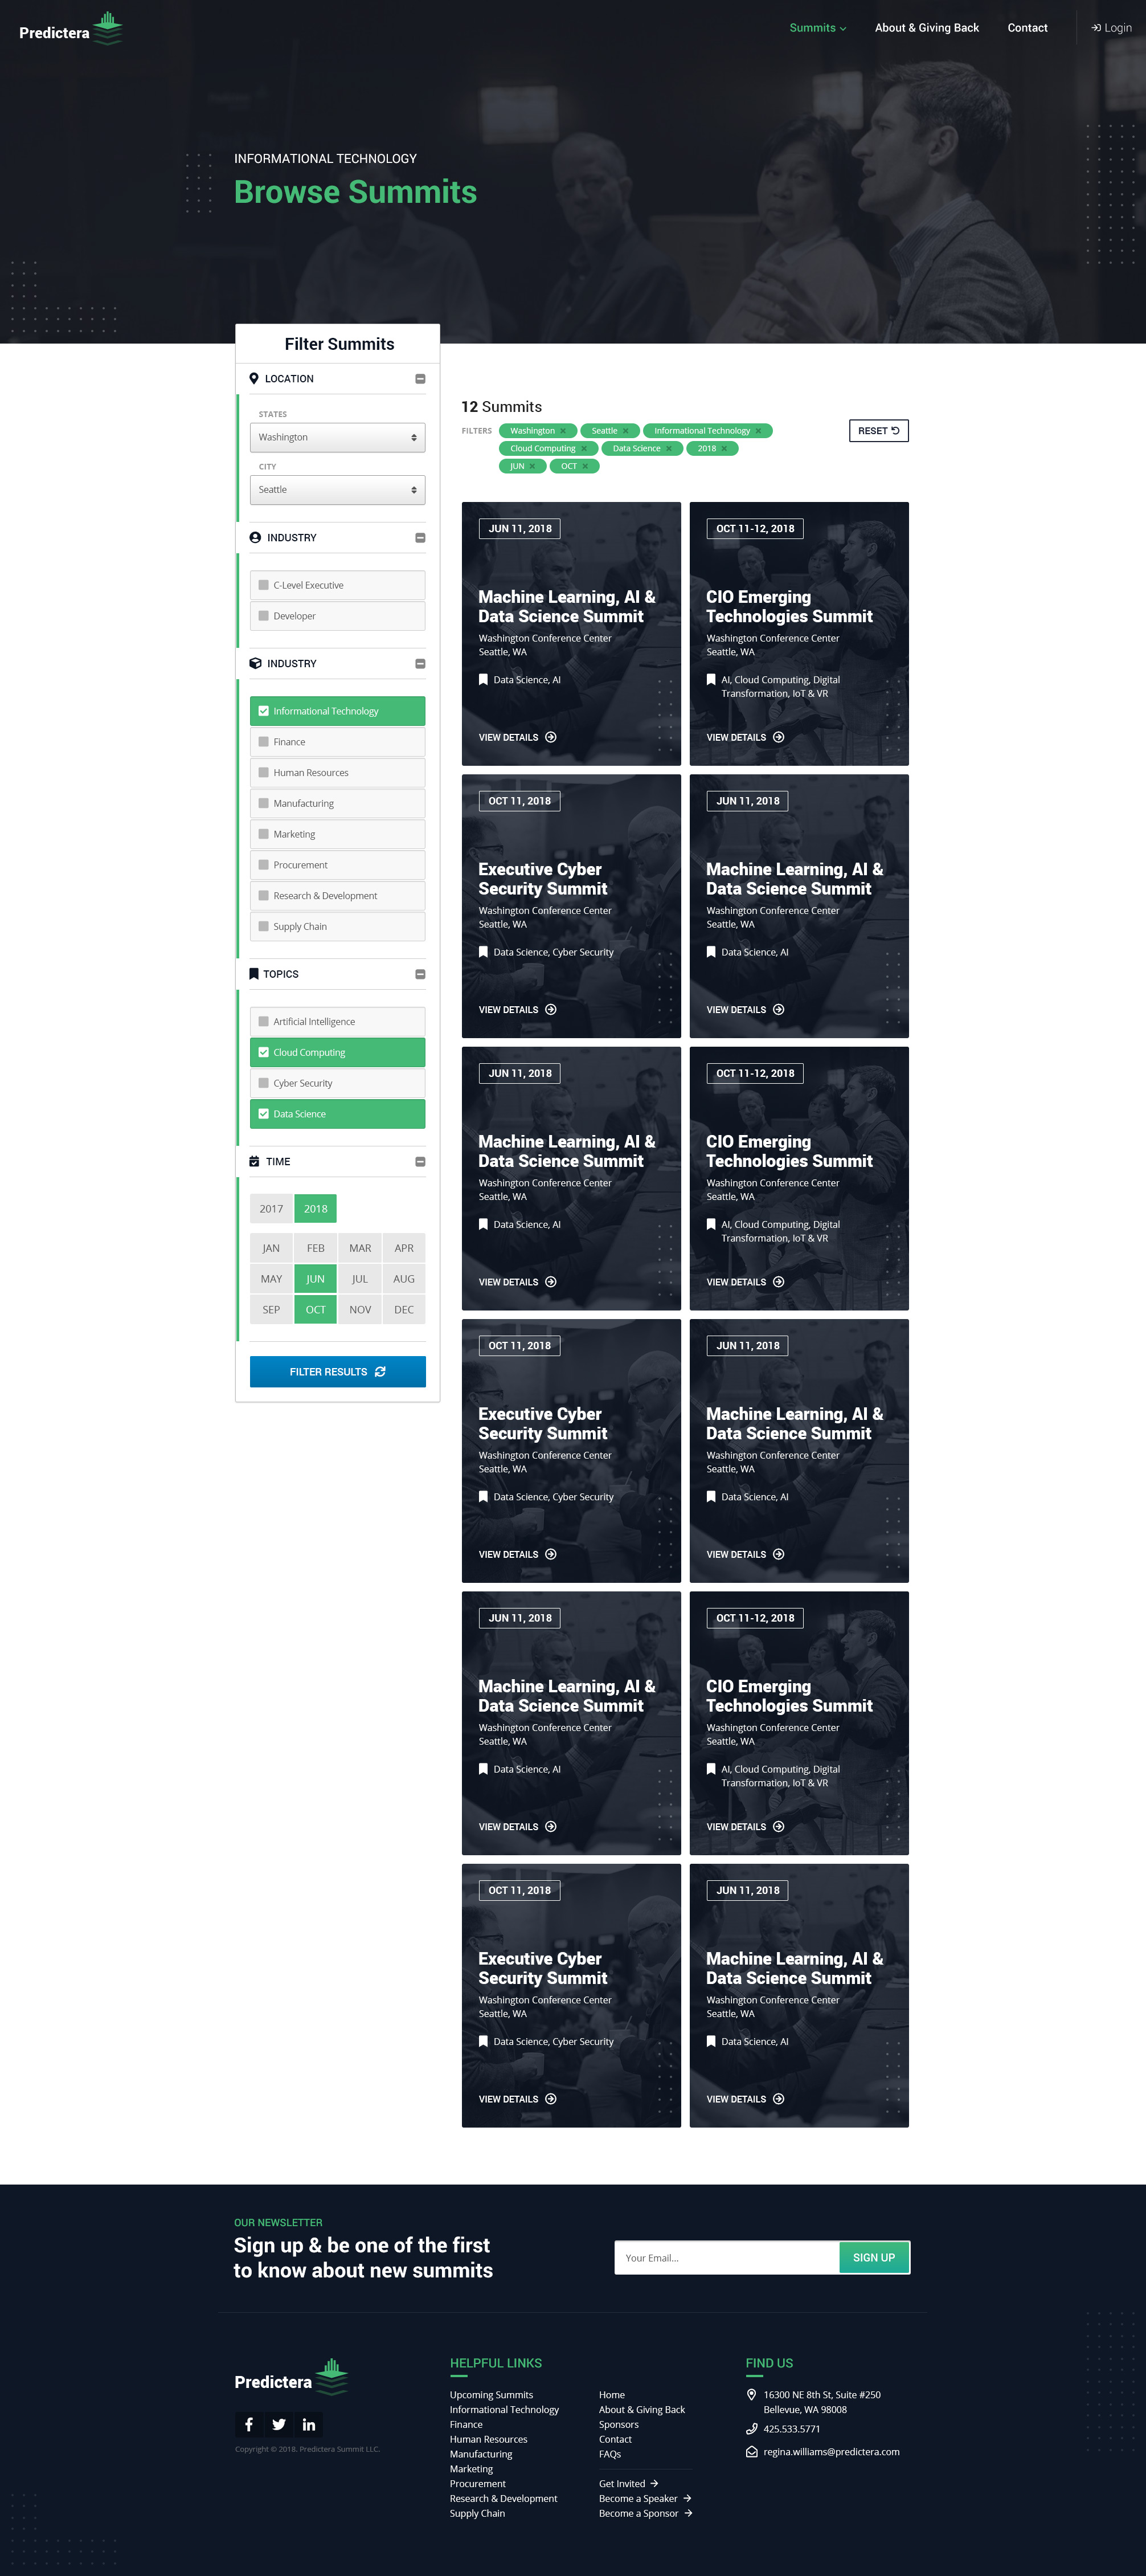 Predictera
Summits
About & Giving Back
Contact
Login
INFORMATIONAL TECHNOLOGY
Browse Summits
Filter Summits
LOCATION
STATES
Washington
CITY
Seattle
INDUSTRY
C-Level Executive
Developer
INDUSTRY
Informational Technology
Finance
Human Resources
Manufacturing
Marketing
Procurement
Research & Development
Supply Chain
TOPICS
Artificial Intelligence
Cloud Computing
Cyber Security
Data Science
TIME
2017 2018
JAN FEB MAR APR
MAY JUN JUL AUG
SEP OCT NOV DEC
FILTER RESULTS
12 Summits
FILTERS Washington Seattle Informational Technology
Cloud Computing Data Science 2018
JUN OCT
RESET
JUN 11, 2018
Machine Learning, AI &
Data Science Summit
Washington Conference Center
Seattle, WA
Data Science, AI
VIEW DETAILS
OCT 11-12, 2018
CIO Emerging
Technologies Summit
Washington Conference Center
Seattle, WA
AI, Cloud Computing, Digital
Transformation, IoT & VR
VIEW DETAILS
OCT 11, 2018
Executive Cyber
Security Summit
Washington Conference Center
Seattle, WA
Data Science, Cyber Security
VIEW DETAILS
JUN 11, 2018
Machine Learning, AI &
Data Science Summit
Washington Conference Center
Seattle, WA
Data Science, AI
VIEW DETAILS
JUN 11, 2018
Machine Learning, AI &
Data Science Summit
Washington Conference Center
Seattle, WA
Data Science, AI
VIEW DETAILS
OCT 11-12, 2018
CIO Emerging
Technologies Summit
Washington Conference Center
Seattle, WA
AI, Cloud Computing, Digital
Transformation, IoT & VR
VIEW DETAILS
OCT 11, 2018
Executive Cyber
Security Summit
Washington Conference Center
Seattle, WA
Data Science, Cyber Security
VIEW DETAILS
JUN 11, 2018
Machine Learning, AI &
Data Science Summit
Washington Conference Center
Seattle, WA
Data Science, AI
VIEW DETAILS
JUN 11, 2018
Machine Learning, AI &
Data Science Summit
Washington Conference Center
Seattle, WA
Data Science, AI
VIEW DETAILS
OCT 11-12, 2018
CIO Emerging
Technologies Summit
Washington Conference Center
Seattle, WA
AI, Cloud Computing, Digital
Transformation, IoT & VR
VIEW DETAILS
OCT 11, 2018
Executive Cyber
Security Summit
Washington Conference Center
Seattle, WA
Data Science, Cyber Security
VIEW DETAILS
JUN 11, 2018
Machine Learning, AI &
Data Science Summit
Washington Conference Center
Seattle, WA
Data Science, AI
VIEW DETAILS
OUR NEWSLETTER
Sign up & be one of the first
to know about new summits
Your Email...
SIGN UP
Predictera
Copyright © 2018. Predictera Summit LLC.
HELPFUL LINKS
Upcoming Summits
Informational Technology
Finance
Human Resources
Manufacturing
Marketing
Procurement
Research & Development
Supply Chain
Home
About & Giving Back
Sponsors
Contact
FAQs
Get Invited
Become a Speaker
Become a Sponsor
FIND US
16300 NE 8th St, Suite #250
Bellevue, WA 98008
425.533.5771
regina.williams@predictera.com